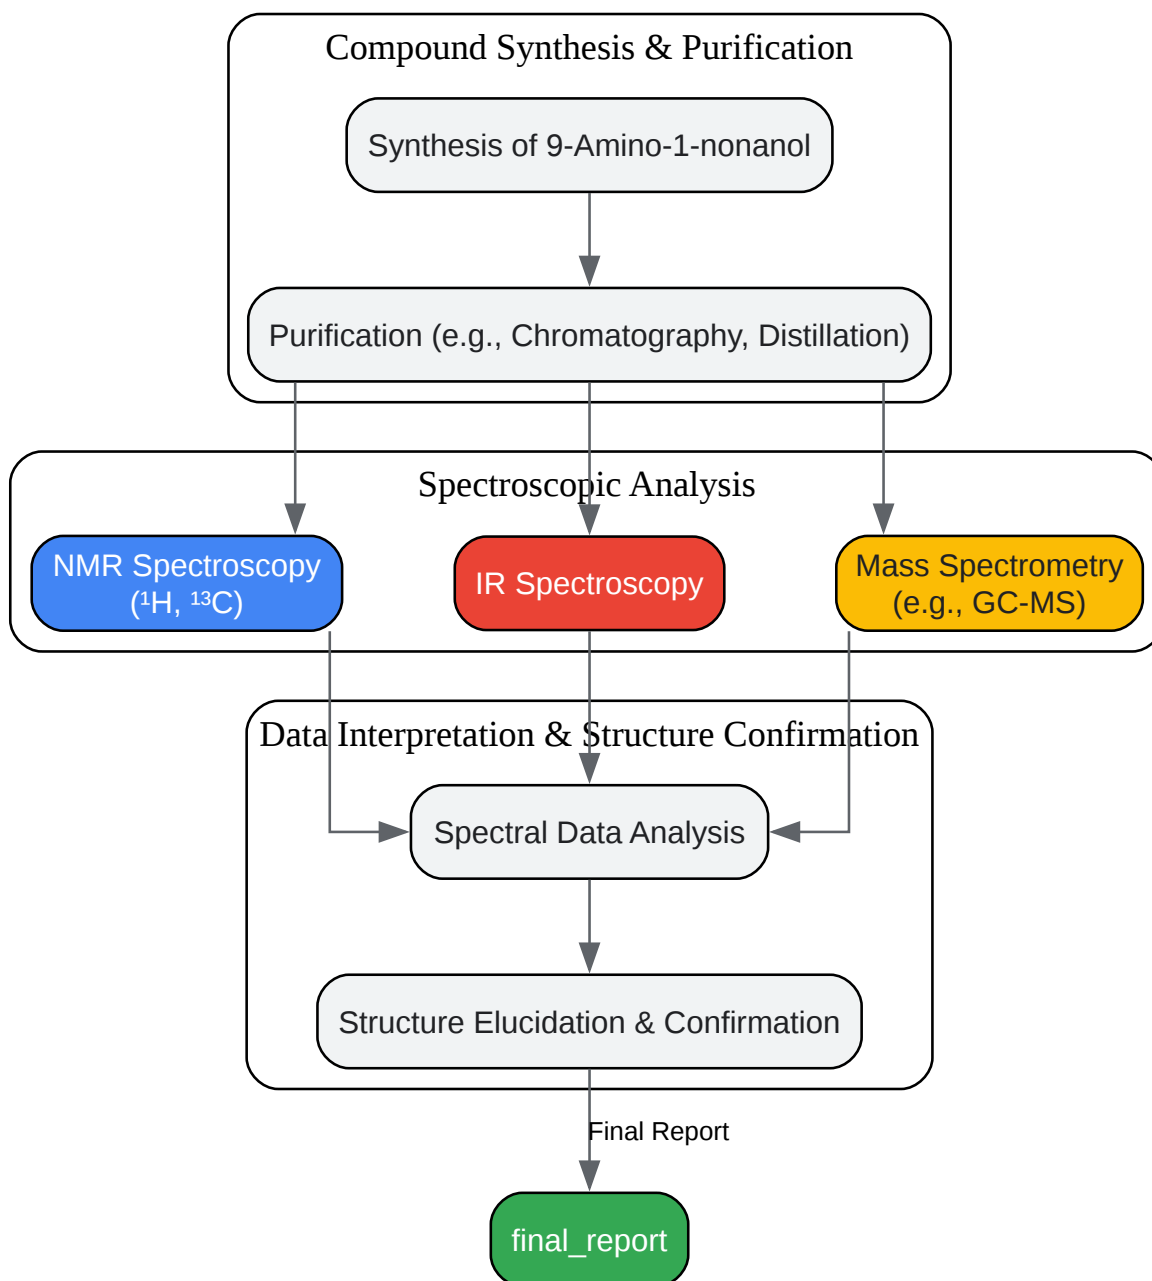 Compound Synthesis & Purification
Synthesis of 9-Amino-1-nonanol
Purification (e.g., Chromatography, Distillation)
Spectroscopic Analysis
NMR Spectroscopy
(¹H, ¹³C)
IR Spectroscopy
Mass Spectrometry
(e.g., GC-MS)
Data Interpretation & Structure Confirmation
Spectral Data Analysis
Structure Elucidation & Confirmation
Final Report
final_report